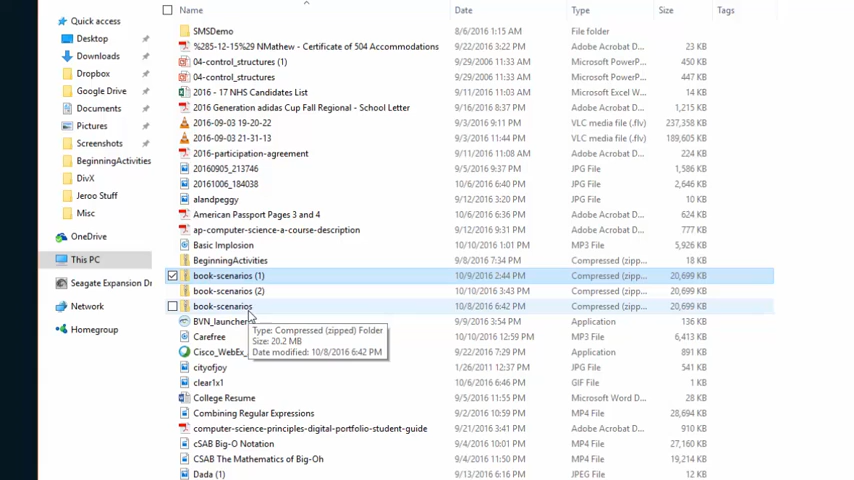 Name Date Type Size Tags
Quick access
Desktop
Downloads
Dropbox
Google Drive
Documents
Pictures
Screenshots
BeginningActivities
DivX
Jeroo Stuff
Misc
OneDrive
This PC
Seagate Expansion Dr
Network
Homegroup
SMSDemo 8/6/2016 1:15 AM File folder
%285-12-15%29 NMathew - Certificate of 504 Accommodations 9/22/2016 3:22 PM Adobe Acrobat D... 23 KB
04-control_structures (1) 9/29/2006 11:33 AM Microsoft PowerP... 450 KB
04-control_structures 9/29/2006 11:33 AM Microsoft PowerP... 447 KB
2016 - 17 NHS Candidates List 9/11/2016 11:03 AM Microsoft Excel W... 14 KB
2016 Generation adidas Cup Fall Regional - School Letter 9/16/2016 8:37 PM Adobe Acrobat D... 1,215 KB
2016-09-03 19-20-22 9/3/2016 9:11 PM VLC media file (.flv) 237,358 KB
2016-09-03 21-31-13 9/3/2016 11:44 PM VLC media file (.flv) 189,605 KB
2016-participation-agreement 9/11/2016 11:08 AM Adobe Acrobat D... 224 KB
20160905_213746 9/5/2016 9:37 PM JPG File 1,586 KB
20161006_184038 10/6/2016 6:40 PM JPG File 2,646 KB
alandpeggy 9/3/2016 7:14 PM JPG File 10 KB
American Passport Pages 3 and 4 10/6/2016 6:36 PM Adobe Acrobat D... 624 KB
ap-computer-science-a-course-description 9/12/2016 9:31 PM Adobe Acrobat D... 777 KB
Basic Implosion 10/10/2016 1:01 PM MP3 File 5,926 KB
BeginningActivities 9/8/2016 7:34 PM Compressed (zipp... 13 KB
book-scenarios (1) 10/9/2016 2:44 PM Compressed (zipp... 20,699 KB
book-scenarios (2) 10/10/2016 3:43 PM Compressed (zipp... 20,699 KB
book-scenarios 10/8/2016 6:42 PM Compressed (zipp... 20,699 KB
BVN_launcher 9/9/2016 3:54 PM Application 136 KB
Carefree 10/10/2016 12:59 PM MP3 File 6,438 KB
Cisco_WebEx_ 9/22/2016 7:29 PM Application 891 KB
cityofjoy 1/26/2011 12:37 PM JPG File 541 KB
clear1x1 10/6/2016 6:44 PM GIF File 1 KB
College Resume 9/5/2016 11:55 PM Microsoft Word D... 28 KB
Combining Regular Expressions 9/2/2016 10:59 PM MP4 File 28,694 KB
computer-science-principles-digital-portfolio-student-guide 9/21/2016 3:41 PM Adobe Acrobat D... 910 KB
cSAB Big-O Notation 9/4/2016 10:01 PM MP4 File 27,160 KB
cSAB The Mathematics of Big-Oh 9/4/2016 10:51 PM MP4 File 19,214 KB
Dada (1) 9/13/2016 6:16 PM JPEG File 12 KB
Type: Compressed (zipped) Folder
Size: 20.2 MB
Date modified: 10/8/2016 6:42 PM